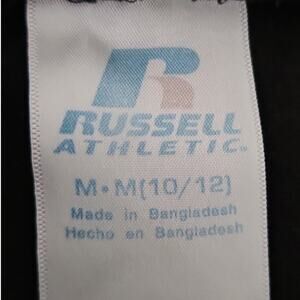 R
RUSSELL
ATHLETIC
M•M(10/12)
Made in Bangladesh
Hecho en Bangladesh